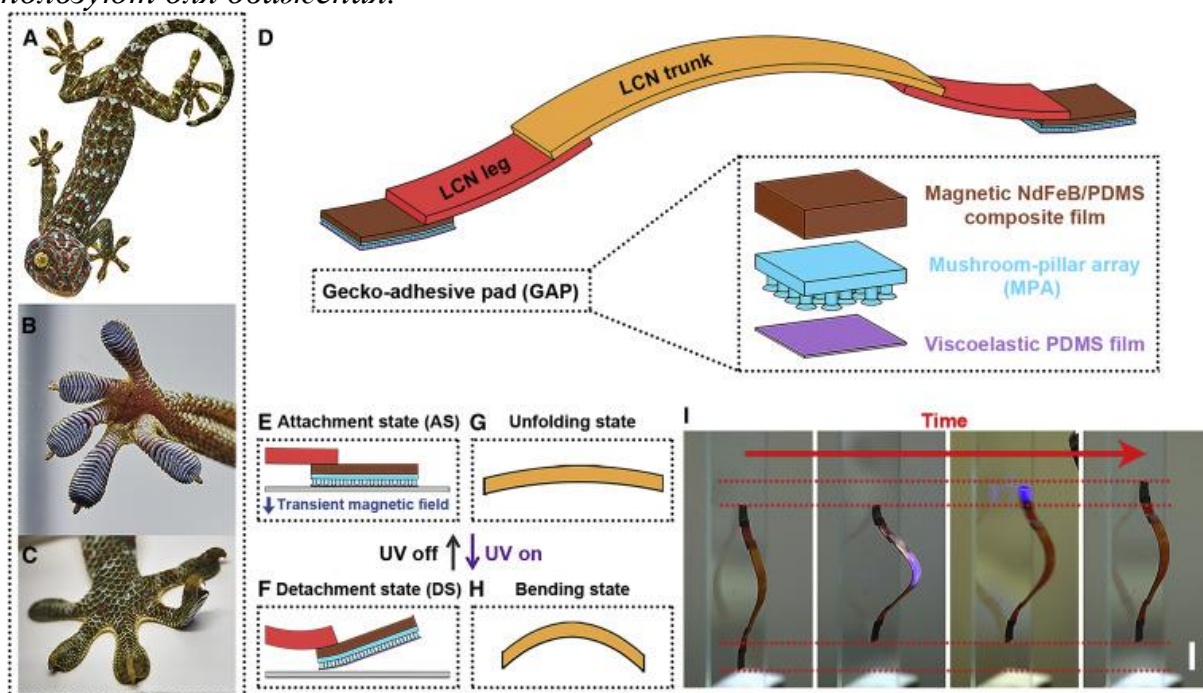 для движения.
A
D
LCN trunk
LCN leg
Gecko-adhesive pad (GAP)
Magnetic NdFeB/PDMS
composite film
Mushroom-pillar array
(MPA)
Viscoelastic PDMS film
B
C
E Attachment state (AS)
Transient magnetic field
G Unfolding state
UV off
UV on
F Detachment state (DS)
H Bending state
I
Time